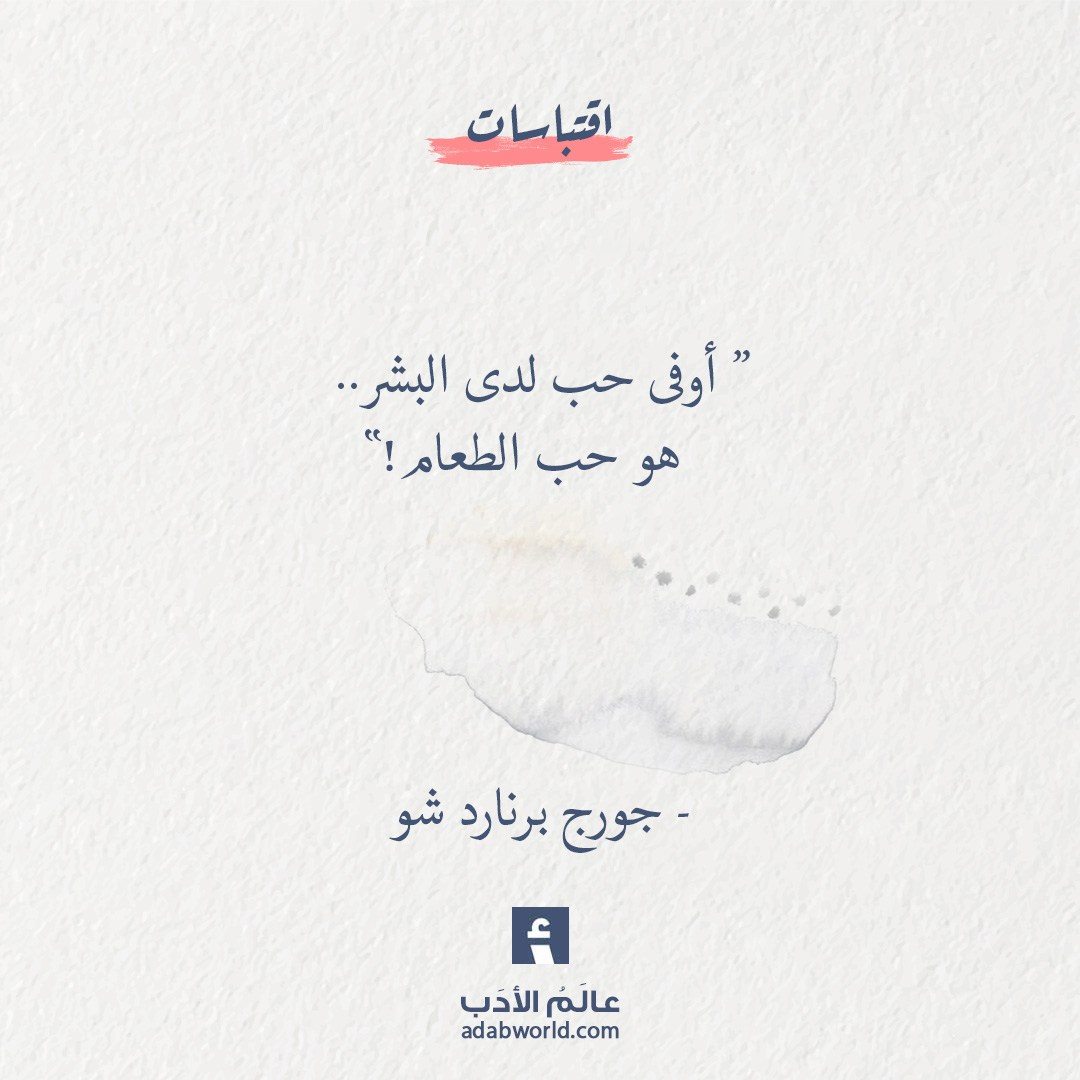 اقتباسات
” أوفى حب لدى البشر..
هو حب الطعام!“
- جورج برنارد شو
أ
عالَمُ الأدَب
adabworld.com